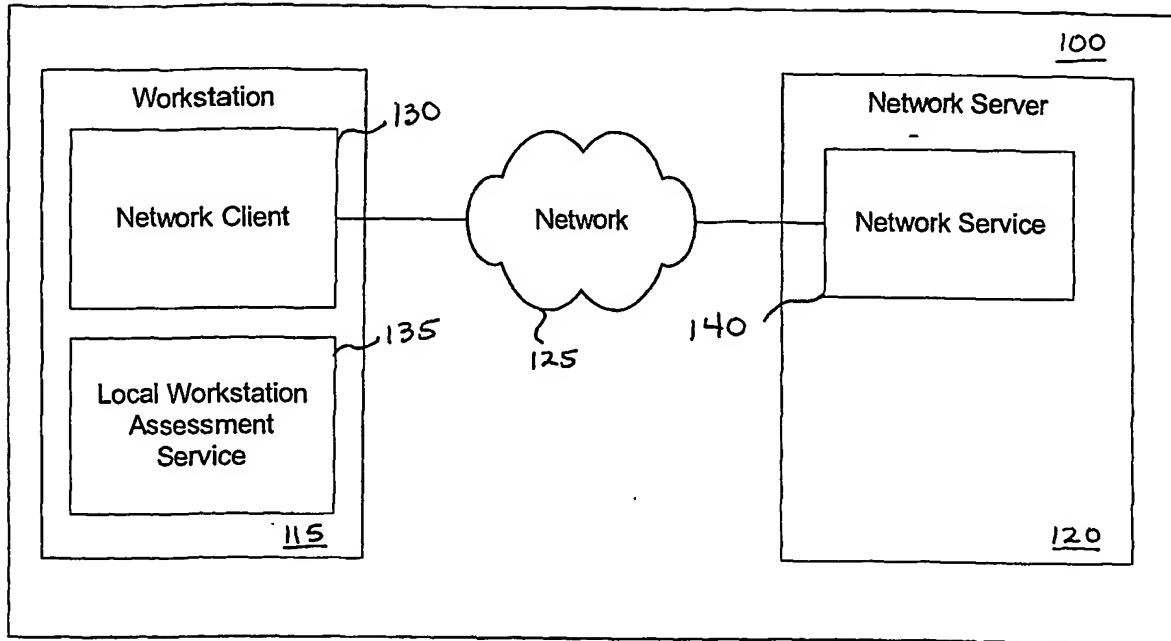 100
Workstation
130
Network Client
135
Local Workstation
Assessment
Service
115
Network
125
Network Server
Network Service
140
120